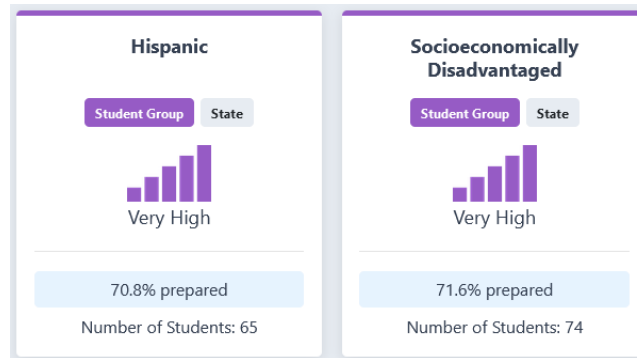 Hispanic
Student Group
State
Very High
70.8% prepared
Number of Students: 65
Socioeconomically
Disadvantaged
Student Group
State
Very High
71.6% prepared
Number of Students: 74